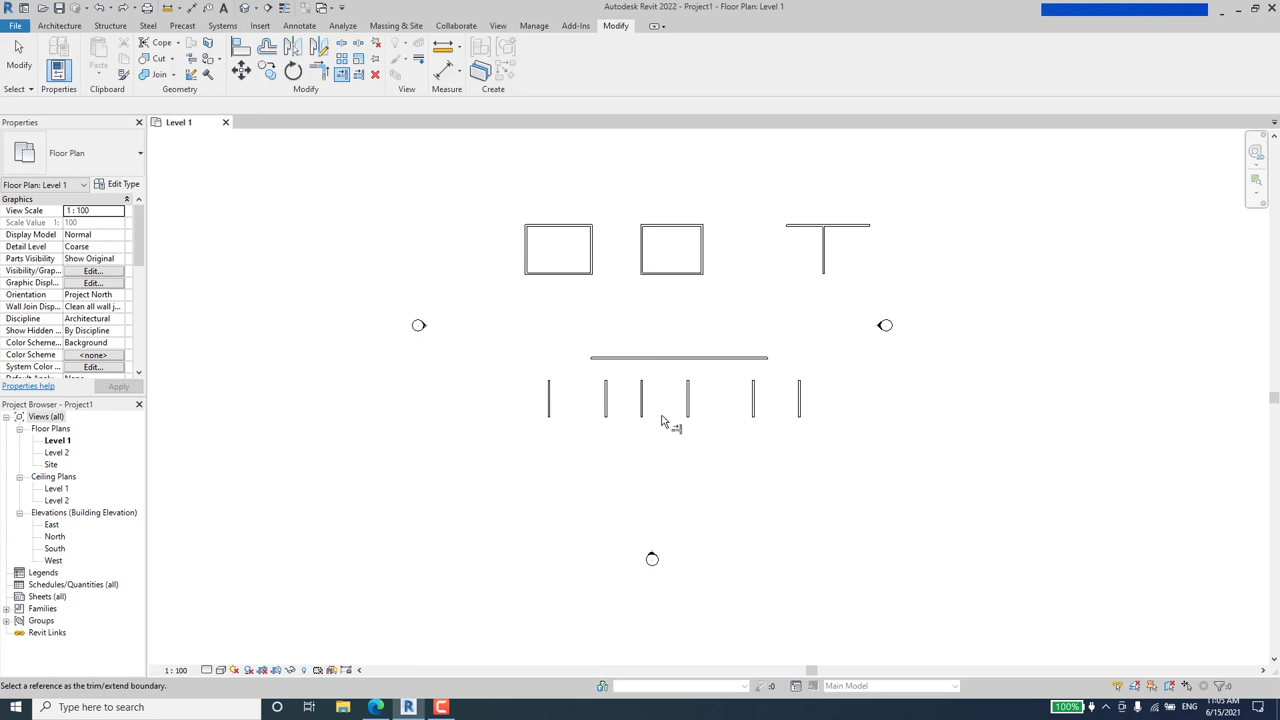 Autodesk Revit 2022 - Project1 - Floor Plan: Level 1
File Architecture Structure Steel Precast Systems Insert Annotate Analyze Massing & Site Collaborate View Manage Add-Ins Modify
Modify Paste Cope Cut Join
Select Properties Clipboard Geometry Modify View Measure Create
Properties
Level 1
Floor Plan
Floor Plan: Level 1 Edit Type
Graphics
View Scale 1 : 100
Scale Value 1: 100
Display Model Normal
Detail Level Coarse
Parts Visibility Show Original
Visibility/Grap... Edit...
Graphic Displ... Edit...
Orientation Project North
Wall Join Disp... Clean all wall j...
Discipline Architectural
Show Hidden ... By Discipline
Color Scheme... Background
Color Scheme <none>
System Color ... Edit...
Properties help Apply
Project Browser - Project1
Views (all)
Floor Plans
Level 1
Level 2
Site
Ceiling Plans
Level 1
Level 2
Elevations (Building Elevation)
East
North
South
West
Legends
Schedules/Quantities (all)
Sheets (all)
Families
Groups
Revit Links
1 : 100
Select a reference as the trim/extend boundary. :0 Main Model :0
Type here to search 100% ENG 11:05 AM
6/15/2021